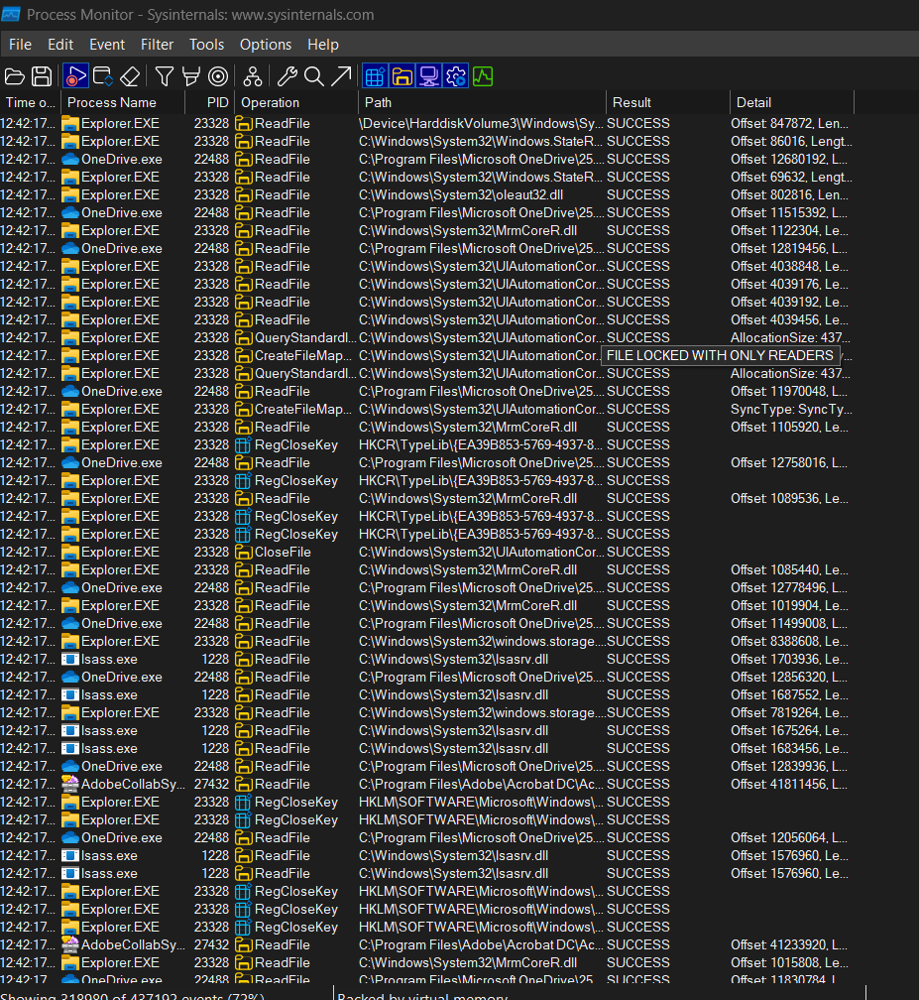 Process Monitor - Sysinternals: www.sysinternals.com
File Edit Event Filter Tools Options Help
Time o... Process Name PID Operation Path Result Detail
12:42:17... Explorer.EXE 23328 ReadFile \Device\HarddiskVolume3\Windows\Sy... SUCCESS Offset: 847872, Len...
12:42:17... Explorer.EXE 23328 ReadFile C:\Windows\System32\Windows.StateR... SUCCESS Offset: 86016, Lengt...
12:42:17... OneDrive.exe 22488 ReadFile C:\Program Files\Microsoft OneDrive\25.... SUCCESS Offset: 12680192, L...
12:42:17... Explorer.EXE 23328 ReadFile C:\Windows\System32\Windows.StateR... SUCCESS Offset: 69632, Lengt...
12:42:17... Explorer.EXE 23328 ReadFile C:\Windows\System32\oleaut32.dll SUCCESS Offset: 802816, Len...
12:42:17... OneDrive.exe 22488 ReadFile C:\Program Files\Microsoft OneDrive\25.... SUCCESS Offset: 11515392, L...
12:42:17... Explorer.EXE 23328 ReadFile C:\Windows\System32\MrmCoreR.dll SUCCESS Offset: 1122304, Le...
12:42:17... OneDrive.exe 22488 ReadFile C:\Program Files\Microsoft OneDrive\25.... SUCCESS Offset: 12819456, L...
12:42:17... Explorer.EXE 23328 ReadFile C:\Windows\System32\UIAutomationCor... SUCCESS Offset: 4038848, Le...
12:42:17... Explorer.EXE 23328 ReadFile C:\Windows\System32\UIAutomationCor... SUCCESS Offset: 4039176, Le...
12:42:17... Explorer.EXE 23328 ReadFile C:\Windows\System32\UIAutomationCor... SUCCESS Offset: 4039192, Le...
12:42:17... Explorer.EXE 23328 ReadFile C:\Windows\System32\UIAutomationCor... SUCCESS Offset: 4039456, Le...
12:42:17... Explorer.EXE 23328 QueryStandardI... C:\Windows\System32\UIAutomationCor... SUCCESS AllocationSize: 437...
12:42:17... Explorer.EXE 23328 CreateFileMap... C:\Windows\System32\UIAutomationCor... FILE LOCKED WITH ONLY READERS
12:42:17... Explorer.EXE 23328 QueryStandardI... C:\Windows\System32\UIAutomationCor... SUCCESS AllocationSize: 437...
12:42:17... OneDrive.exe 22488 ReadFile C:\Program Files\Microsoft OneDrive\25.... SUCCESS Offset: 11970048, L...
12:42:17... Explorer.EXE 23328 CreateFileMap... C:\Windows\System32\UIAutomationCor... SUCCESS SyncType: SyncTy...
12:42:17... Explorer.EXE 23328 ReadFile C:\Windows\System32\MrmCoreR.dll SUCCESS Offset: 1105920, Le...
12:42:17... Explorer.EXE 23328 RegCloseKey HKCR\TypeLib\{EA39B853-5769-4937-8... SUCCESS
12:42:17... OneDrive.exe 22488 ReadFile C:\Program Files\Microsoft OneDrive\25.... SUCCESS Offset: 12758016, L...
12:42:17... Explorer.EXE 23328 RegCloseKey HKCR\TypeLib\{EA39B853-5769-4937-8... SUCCESS
12:42:17... Explorer.EXE 23328 ReadFile C:\Windows\System32\MrmCoreR.dll SUCCESS Offset: 1089536, Le...
12:42:17... Explorer.EXE 23328 RegCloseKey HKCR\TypeLib\{EA39B853-5769-4937-8... SUCCESS
12:42:17... Explorer.EXE 23328 RegCloseKey HKCR\TypeLib\{EA39B853-5769-4937-8... SUCCESS
12:42:17... Explorer.EXE 23328 CloseFile C:\Windows\System32\UIAutomationCor... SUCCESS
12:42:17... Explorer.EXE 23328 ReadFile C:\Windows\System32\MrmCoreR.dll SUCCESS Offset: 1085440, Le...
12:42:17... OneDrive.exe 22488 ReadFile C:\Program Files\Microsoft OneDrive\25.... SUCCESS Offset: 12778496, L...
12:42:17... Explorer.EXE 23328 ReadFile C:\Windows\System32\MrmCoreR.dll SUCCESS Offset: 1019904, Le...
12:42:17... OneDrive.exe 22488 ReadFile C:\Program Files\Microsoft OneDrive\25.... SUCCESS Offset: 11499008, L...
12:42:17... Explorer.EXE 23328 ReadFile C:\Windows\System32\windows.storage.... SUCCESS Offset: 8388608, Le...
12:42:17... lsass.exe 1228 ReadFile C:\Windows\System32\lsasrv.dll SUCCESS Offset: 1703936, Le...
12:42:17... OneDrive.exe 22488 ReadFile C:\Program Files\Microsoft OneDrive\25.... SUCCESS Offset: 12856320, L...
12:42:17... lsass.exe 1228 ReadFile C:\Windows\System32\lsasrv.dll SUCCESS Offset: 1687552, Le...
12:42:17... Explorer.EXE 23328 ReadFile C:\Windows\System32\windows.storage.... SUCCESS Offset: 7819264, Le...
12:42:17... lsass.exe 1228 ReadFile C:\Windows\System32\lsasrv.dll SUCCESS Offset: 1675264, Le...
12:42:17... lsass.exe 1228 ReadFile C:\Windows\System32\lsasrv.dll SUCCESS Offset: 1683456, Le...
12:42:17... OneDrive.exe 22488 ReadFile C:\Program Files\Microsoft OneDrive\25.... SUCCESS Offset: 12839936, L...
12:42:17... AdobeCollabSy... 27432 ReadFile C:\Program Files\Adobe\Acrobat DC\Ac... SUCCESS Offset: 41811456, L...
12:42:17... Explorer.EXE 23328 RegCloseKey HKLM\SOFTWARE\Microsoft\Windows\... SUCCESS
12:42:17... Explorer.EXE 23328 RegCloseKey HKLM\SOFTWARE\Microsoft\Windows\... SUCCESS
12:42:17... OneDrive.exe 22488 ReadFile C:\Program Files\Microsoft OneDrive\25.... SUCCESS Offset: 12056064, L...
12:42:17... lsass.exe 1228 ReadFile C:\Windows\System32\lsasrv.dll SUCCESS Offset: 1576960, Le...
12:42:17... lsass.exe 1228 ReadFile C:\Windows\System32\lsasrv.dll SUCCESS Offset: 1576960, Le...
12:42:17... Explorer.EXE 23328 RegCloseKey HKLM\SOFTWARE\Microsoft\Windows\... SUCCESS
12:42:17... Explorer.EXE 23328 RegCloseKey HKLM\SOFTWARE\Microsoft\Windows\... SUCCESS
12:42:17... Explorer.EXE 23328 RegCloseKey HKLM\SOFTWARE\Microsoft\Windows\... SUCCESS
12:42:17... AdobeCollabSy... 27432 ReadFile C:\Program Files\Adobe\Acrobat DC\Ac... SUCCESS Offset: 41233920, L...
12:42:17... Explorer.EXE 23328 ReadFile C:\Windows\System32\MrmCoreR.dll SUCCESS Offset: 1015808, Le...
12:42:17... OneDrive.exe 22488 ReadFile C:\Program Files\Microsoft OneDrive\25.... SUCCESS Offset: 11830784, L...
Showing 318980 of 437192 events (72%) Backed by virtual memory